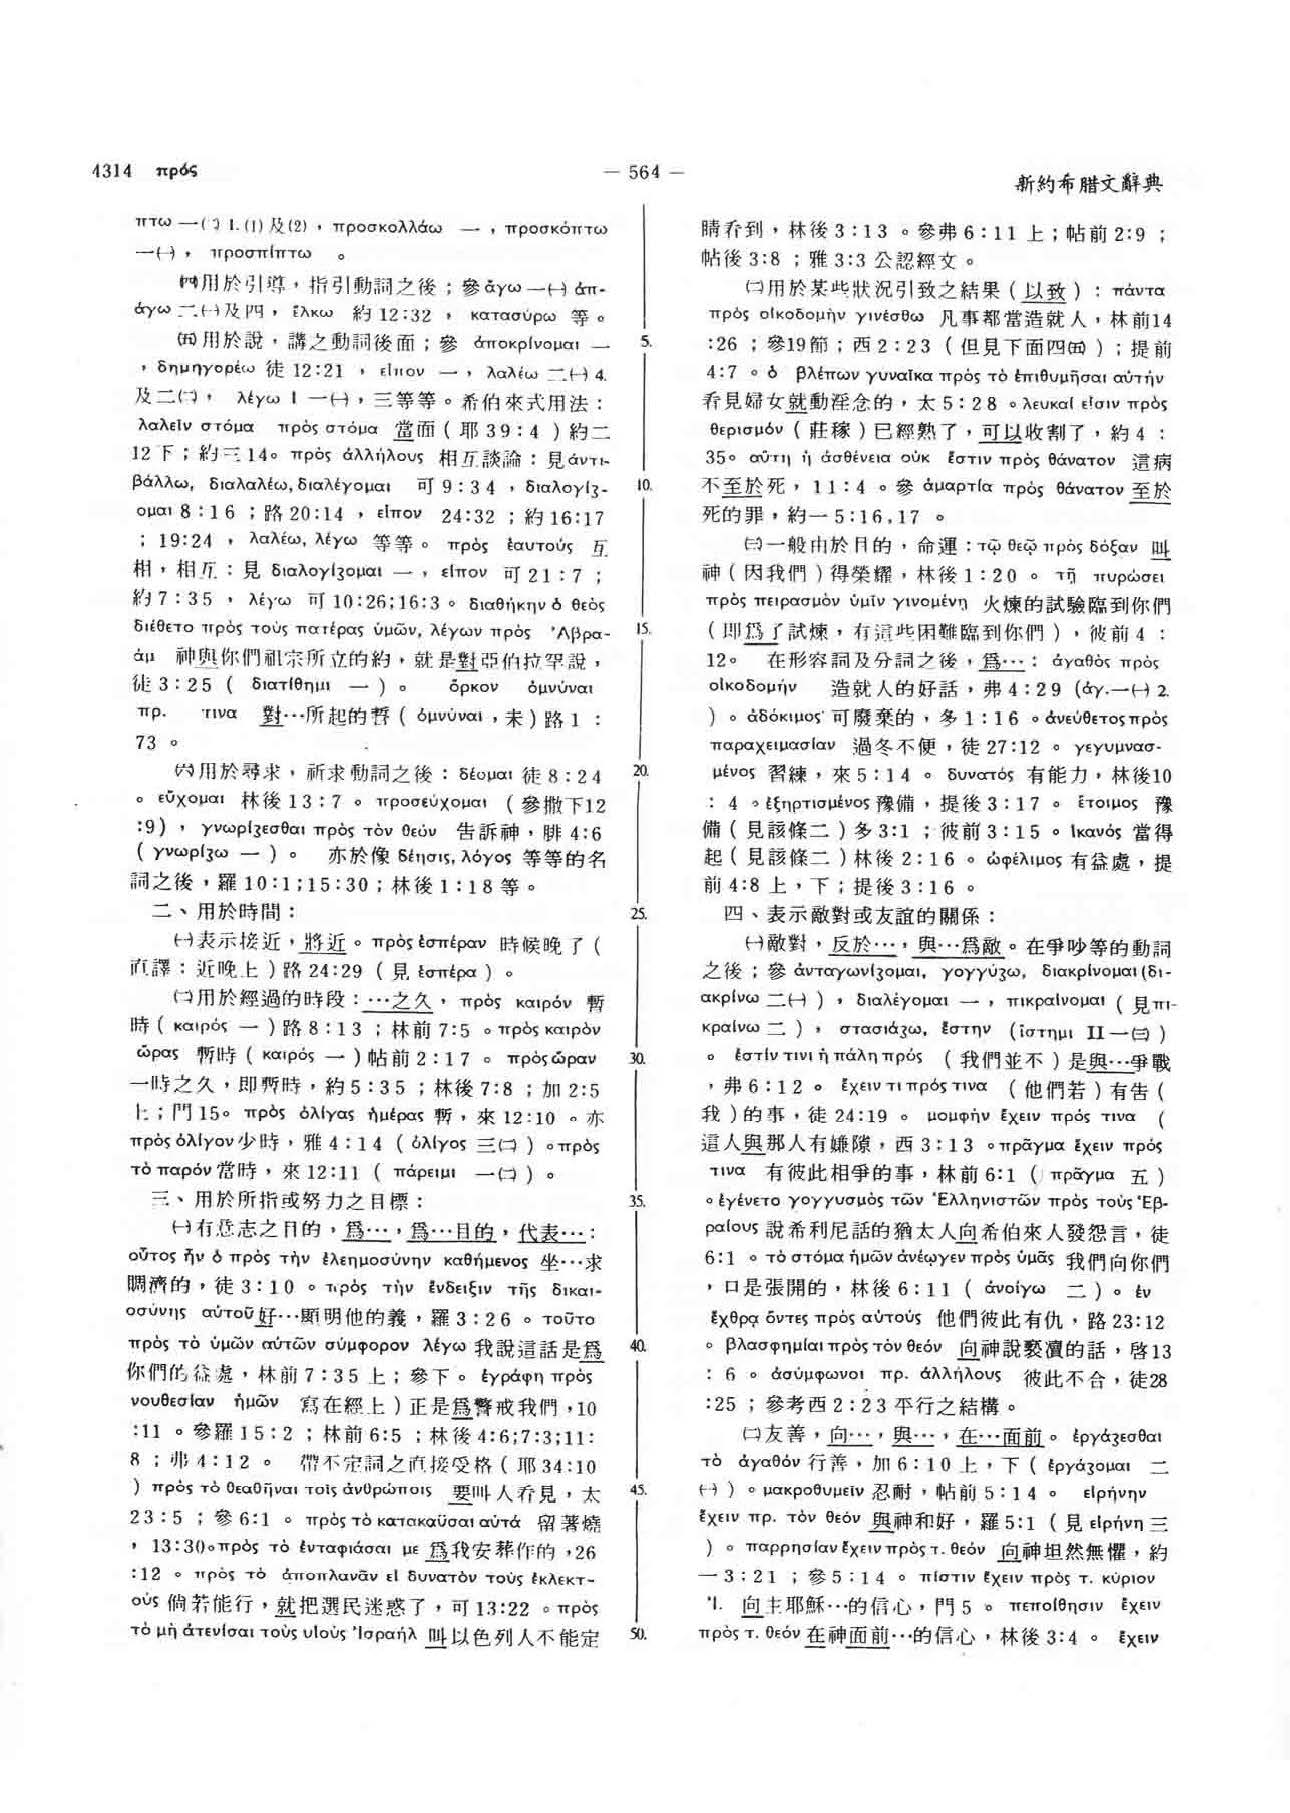 4314 πρός
— 564 —
新約希腊文辭典
πτω 一㈡ 1. (1) 及 (2)，προσκολλάω 一，προσκόπτω
一㈠，προσπίπτω 。
㈣用於引導，指引動詞之後；參 ἄγω 一㈠ ἀπ-
άγω 二㈠及四，ἕλκω 約 12:32，κατασύρω 等。
㈤用於說，講之動詞後面；參 ἀποκρίνομαι 一
，δημηγορέω 徒 12:21，εἶπον 一，λαλέω 二㈠ 4.
及二㈡，λέγω I 一㈠，三等等。希伯來式用法：
λαλεῖν στόμα πρὸς στόμα 當面（耶 39:4）約二
12下；約三 14。πρὸς ἀλλήλους 相互談論：見 ἀντι-
βάλλω, διαλαλέω, διαλέγομαι 可 9:34，διαλογίζ-
ομαι 8:16；路 20:14，εἶπον 24:32；約 16:17
；19:24，λαλέω, λέγω 等等。πρὸς ἑαυτούς 互
相，相互：見 διαλογίζομαι 一，εἶπον 可 21:7；
約 7:35，λέγω 可 10:26;16:3。διαθήκην ὁ θεὸς
διέθετο πρὸς τοὺς πατέρας ὑμῶν, λέγων πρὸς Ἀβρα-
άμ 神與你們祖宗所立的約，就是對亞伯拉罕說，
徒 3:25（διατίθημι 一）。ὅρκον ὀμνύναι
πρ. τινα 對…所起的誓（ὀμνύναι，未）路 1:
73。
㈥用於尋求，祈求動詞之後：δέομαι 徒 8:24
。εὔχομαι 林後 13:7。προσεύχομαι（參撒下12
:9），γνωρίζεσθαι πρὸς τὸν θεόν 告訴神，腓 4:6
（γνωρίζω 一）。亦於像 δέησις, λόγος 等等的名
詞之後，羅 10:1;15:30；林後 1:18 等。
二、用於時間：
㈠表示接近，將近。πρὸς ἑσπέραν 時候晚了（
直譯：近晚上）路 24:29（見 ἑσπέρα）。
㈡用於經過的時段：…之久，πρὸς καιρόν 暫
時（καιρός 一）路 8:13；林前 7:5。πρὸς καιρὸν
ὥρας 暫時（καιρός 一）帖前 2:17。πρὸς ὥραν
一時之久，即暫時，約 5:35；林後 7:8；加 2:5
上；門 15。πρὸς ὀλίγας ἡμέρας 暫，來 12:10。亦
πρὸς ὀλίγον 少時，雅 4:14（ὀλίγος 三㈡）。πρὸς
τὸ παρόν 當時，來 12:11（πάρειμι 一㈡）。
三、用於所指或努力之目標：
㈠有意志之目的，爲…，爲…目的，代表…：
οὗτος ἦν ὁ πρὸς τὴν ἐλεημοσύνην καθήμενος 坐…求
賙濟的，徒 3:10。πρὸς τὴν ἔνδειξιν τῆς δικαι-
οσύνης αὐτοῦ 好…顯明他的義，羅 3:26。τοῦτο
πρὸς τὸ ὑμῶν αὐτῶν σύμφορον λέγω 我說這話是爲
你們的益處，林前 7:35上；參下。ἐγράφη πρὸς
νουθεσίαν ἡμῶν 寫在經上）正是爲警戒我們，10
:11。參羅 15:2；林前 6:5；林後 4:6;7:3;11:
8；弗 4:12。帶不定詞之直接受格（耶 34:10
）πρὸς τὸ θεαθῆναι τοῖς ἀνθρώποις 要叫人看見，太
23:5；參 6:1。πρὸς τὸ κατακαῦσαι αὐτά 留著燒
，13:30。πρὸς τὸ ἐνταφιάσαι με 爲我安葬作的，26
:12。πρὸς τὸ ἀποπλανᾶν εἰ δυνατὸν τοὺς ἐκλεκτ-
οὺς 倘若能行，就把選民迷惑了，可 13:22。πρὸς
τὸ μὴ ἀτενίσαι τοὺς υἱοὺς Ἰσραήλ 叫以色列人不能定
5.
10.
15.
20.
25.
30.
35.
40.
45.
50.
睛看到，林後 3:13。參弗 6:11上；帖前 2:9；
帖後 3:8；雅 3:3 公認經文。
㈡用於某些狀況引致之結果（以致）：πάντα
πρὸς οἰκοδομὴν γινέσθω 凡事都當造就人，林前14
:26；參19節；西 2:23（但見下面四㈤）；提前
4:7。ὁ βλέπων γυναῖκα πρὸς τὸ ἐπιθυμῆσαι αὐτήν
看見婦女就動淫念的，太 5:28。λευκαί εἰσιν πρὸς
θερισμόν（莊稼）已經熟了，可以收割了，約 4:
35。αὕτη ἡ ἀσθένεια οὐκ ἔστιν πρὸς θάνατον 這病
不至於死，11:4。參 ἁμαρτία πρὸς θάνατον 至於
死的罪，約一 5:16,17。
㈢一般由於目的，命運：τῷ θεῷ πρὸς δόξαν 叫
神（因我們）得榮耀，林後 1:20。τῇ πυρώσει
πρὸς πειρασμὸν ὑμῖν γινομένῃ 火煉的試驗臨到你們
（即爲了試煉，有這些困難臨到你們），彼前 4:
12。在形容詞及分詞之後，爲…：ἀγαθὸς πρὸς
οἰκοδομήν 造就人的好話，弗 4:29 (ἀγ. 一㈠ 2.
)。ἀδόκιμος 可廢棄的，多 1:16。ἀνεύθετος πρὸς
παραχειμασίαν 過冬不便，徒 27:12。γεγυμνασ-
μένος 習練，來 5:14。δυνατός 有能力，林後10
:4。ἐξηρτισμένος 豫備，提後 3:17。ἕτοιμος 豫
備（見該條二）多 3:1；彼前 3:15。ἱκανός 當得
起（見該條二）林後 2:16。ὠφέλιμος 有益處，提
前 4:8上，下；提後 3:16。
四、表示敵對或友誼的關係：
㈠敵對，反於…，與…爲敵。在爭吵等的動詞
之後；參 ἀνταγωνίζομαι, γογγύζω, διακρίνομαι (δι-
ακρίνω 二㈠)，διαλέγομαι 一，πικραίνομαι（見 πι-
κραίνω 二），στασιάζω, ἔστην (ἵστημι II 一㈢)
。ἐστίν τινι ἡ πάλη πρός （我們並不）是與…爭戰
，弗 6:12。ἔχειν τι πρός τινα（他們若）有告（
我）的事，徒 24:19。μομφὴν ἔχειν πρός τινα（
這人與那人有嫌隙，西 3:13。πρᾶγμα ἔχειν πρός
τινα 有彼此相爭的事，林前 6:1（πρᾶγμα 五）
。ἐγένετο γογγυσμὸς τῶν Ἑλληνιστῶν πρὸς τοὺς Ἑβ-
ραίους 說希利尼話的猶太人向希伯來人發怨言，徒
6:1。τὸ στόμα ἡμῶν ἀνέῳγεν πρὸς ὑμᾶς 我們向你們
，口是張開的，林後 6:11（ἀνοίγω 二）。ἐν
ἔχθρᾳ ὄντες πρὸς αὐτούς 他們彼此有仇，路 23:12
。βλασφημίαι πρὸς τὸν θεόν 向神說褻瀆的話，啓13
:6。ἀσύμφωνοι πρ. ἀλλήλους 彼此不合，徒28
:25；參考西 2:23 平行之結構。
㈡友善，向…，與…，在…面前。ἐργάζεσθαι
τὸ ἀγαθόν 行善，加 6:10上，下（ἐργάζομαι 二
㈠）。μακροθυμεῖν 忍耐，帖前 5:14。εἰρήνην
ἔχειν πρ. τὸν θεόν 與神和好，羅 5:1（見 εἰρήνη 三
）。παρρησίαν ἔχειν πρὸς τ. θεόν 向神坦然無懼，約
一 3:21；參 5:14。πίστιν ἔχειν πρὸς τ. κύριον
Ἰ. 向主耶穌…的信心，門 5。πεποίθησιν ἔχειν
πρὸς τ. θεόν 在神面前…的信心，林後 3:4。ἔχειν